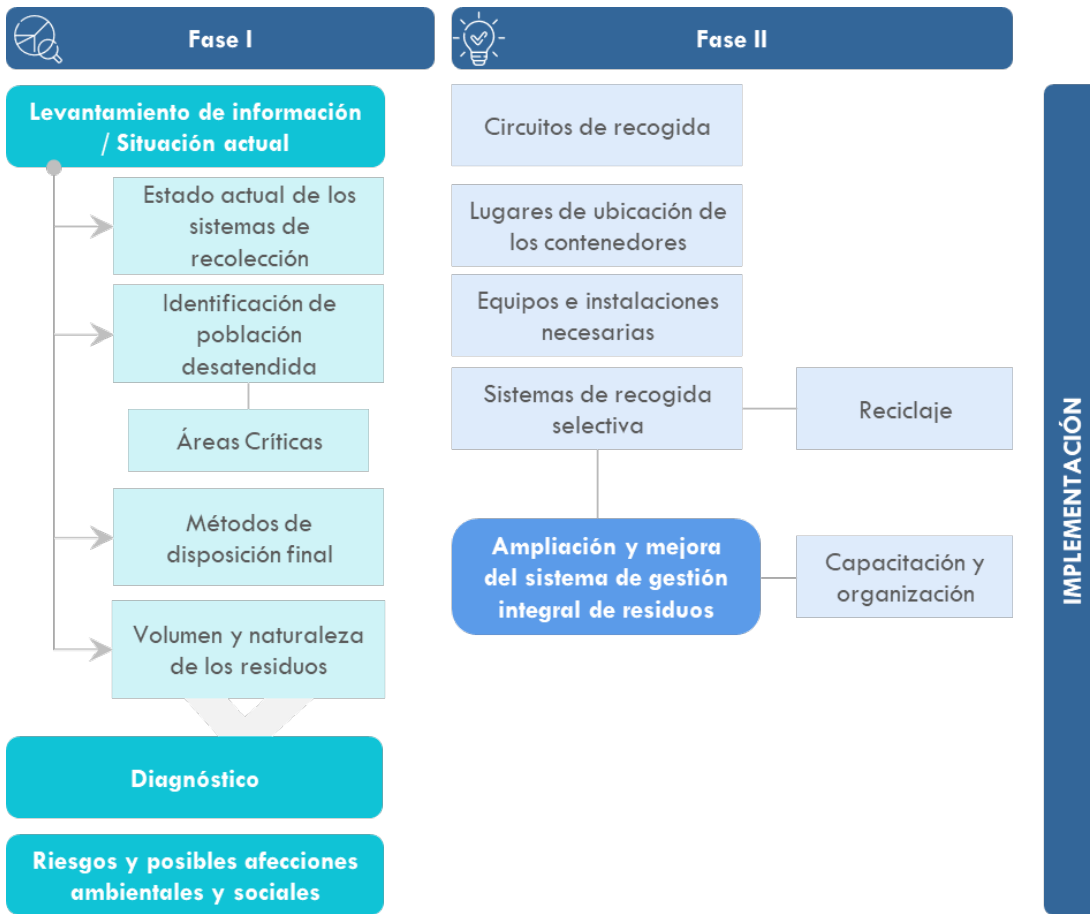 Fase I
Fase II
Levantamiento de información
/ Situación actual
Estado actual de los
sistemas de
recolección
Identificación de
población
desatendida
Áreas Críticas
Métodos de
disposición final
Volumen y naturaleza
de los residuos
Diagnóstico
Riesgos y posibles afecciones
ambientales y sociales
Circuitos de recogida
Lugares de ubicación de
los contenedores
Equipos e instalaciones
necesarias
Sistemas de recogida
selectiva
Reciclaje
Ampliación y mejora
del sistema de gestión
integral de residuos
Capacitación y
organización
IMPLEMENTACIÓN